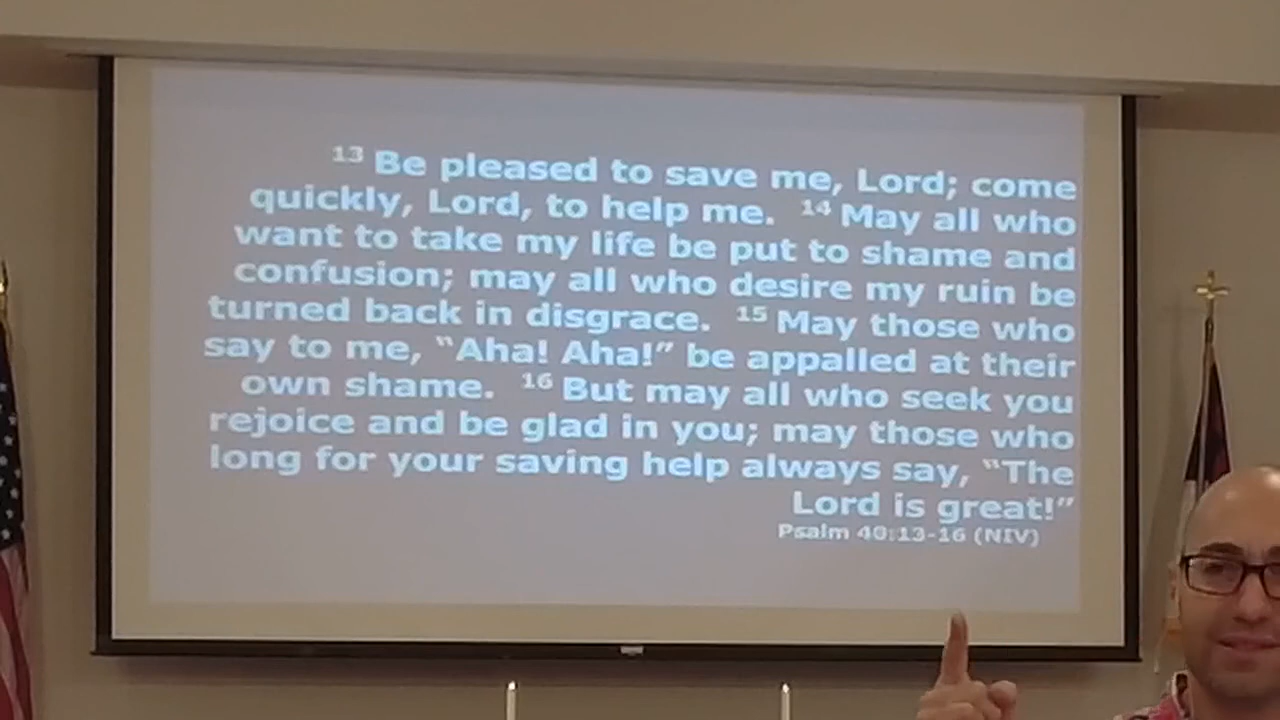 13 Be pleased to save me, Lord; come
quickly, Lord, to help me. 14 May all who
want to take my life be put to shame and
confusion; may all who desire my ruin be
turned back in disgrace. 15 May those who
say to me, “Aha! Aha!” be appalled at their
own shame. 16 But may all who seek you
rejoice and be glad in you; may those who
long for your saving help always say, “The
Lord is great!”
Psalm 40:13-16 (NIV)